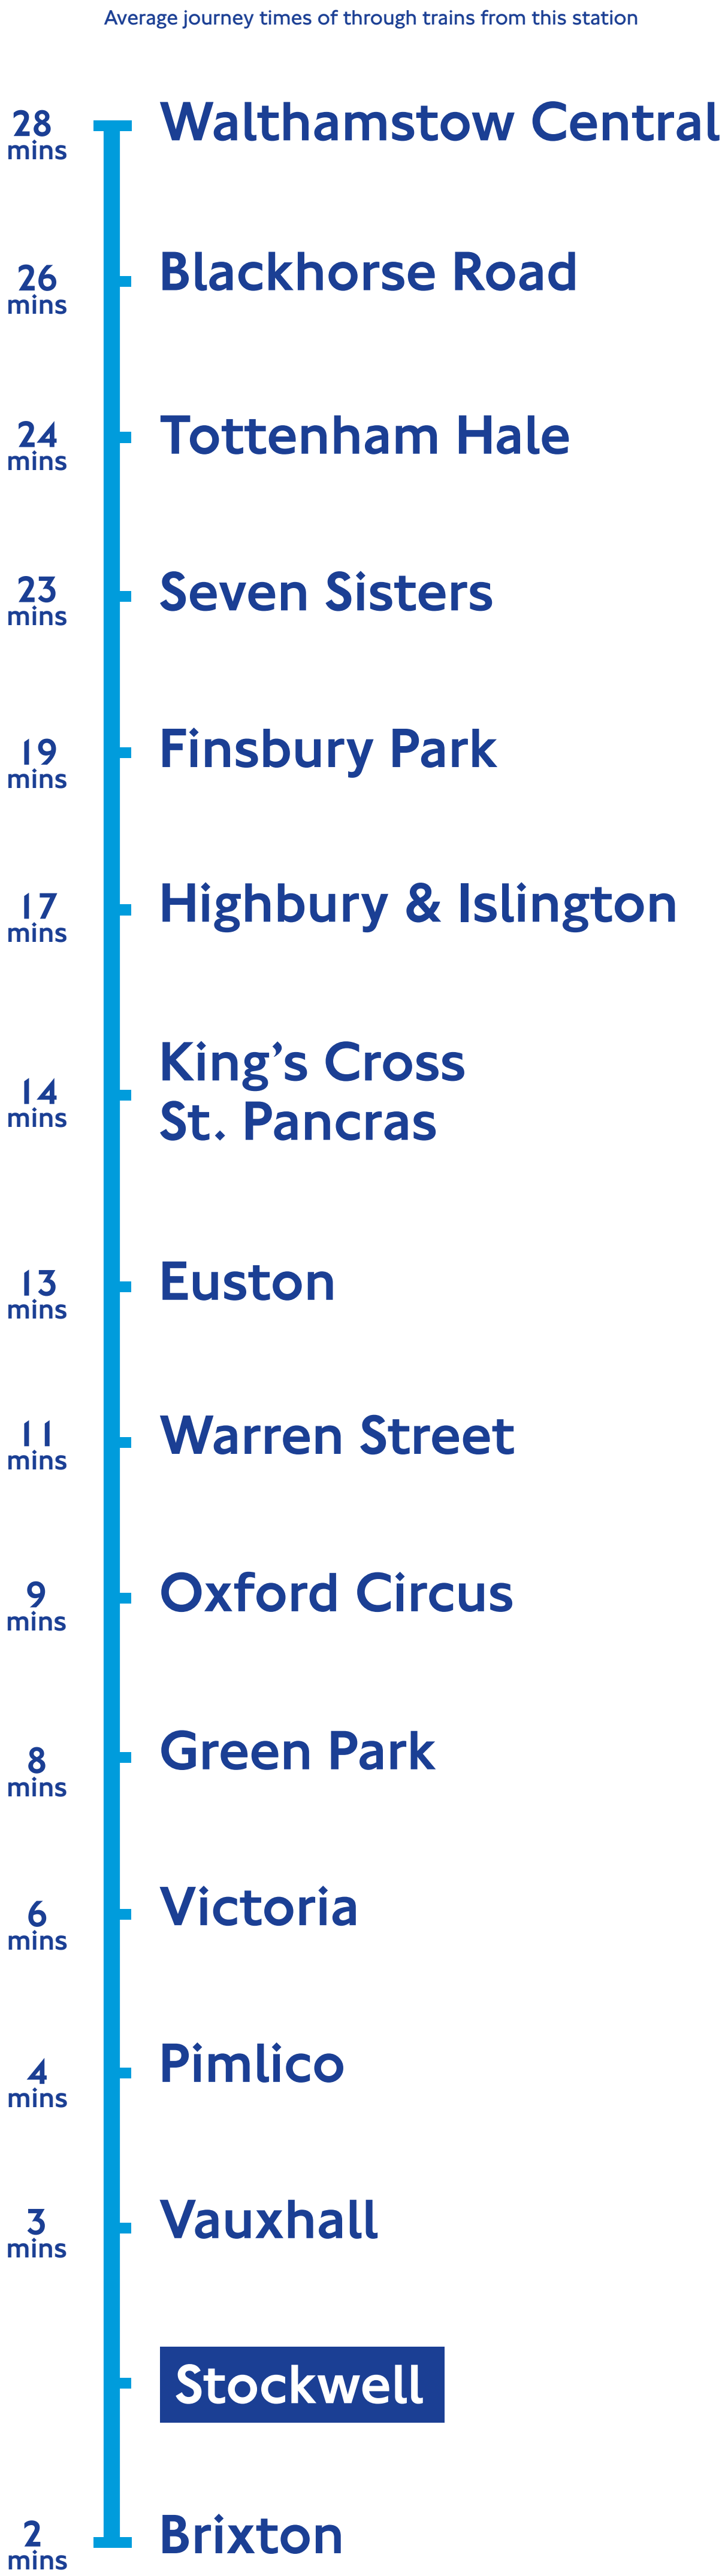 Average journey times of through trains from this station
28
mins
Walthamstow Central
26
mins
Blackhorse Road
24
mins
Tottenham Hale
23
mins
Seven Sisters
19
mins
Finsbury Park
17
mins
Highbury & Islington
14
mins
King’s Cross
St. Pancras
13
mins
Euston
11
mins
Warren Street
9
mins
Oxford Circus
8
mins
Green Park
6
mins
Victoria
4
mins
Pimlico
3
mins
Vauxhall
Stockwell
2
mins
Brixton